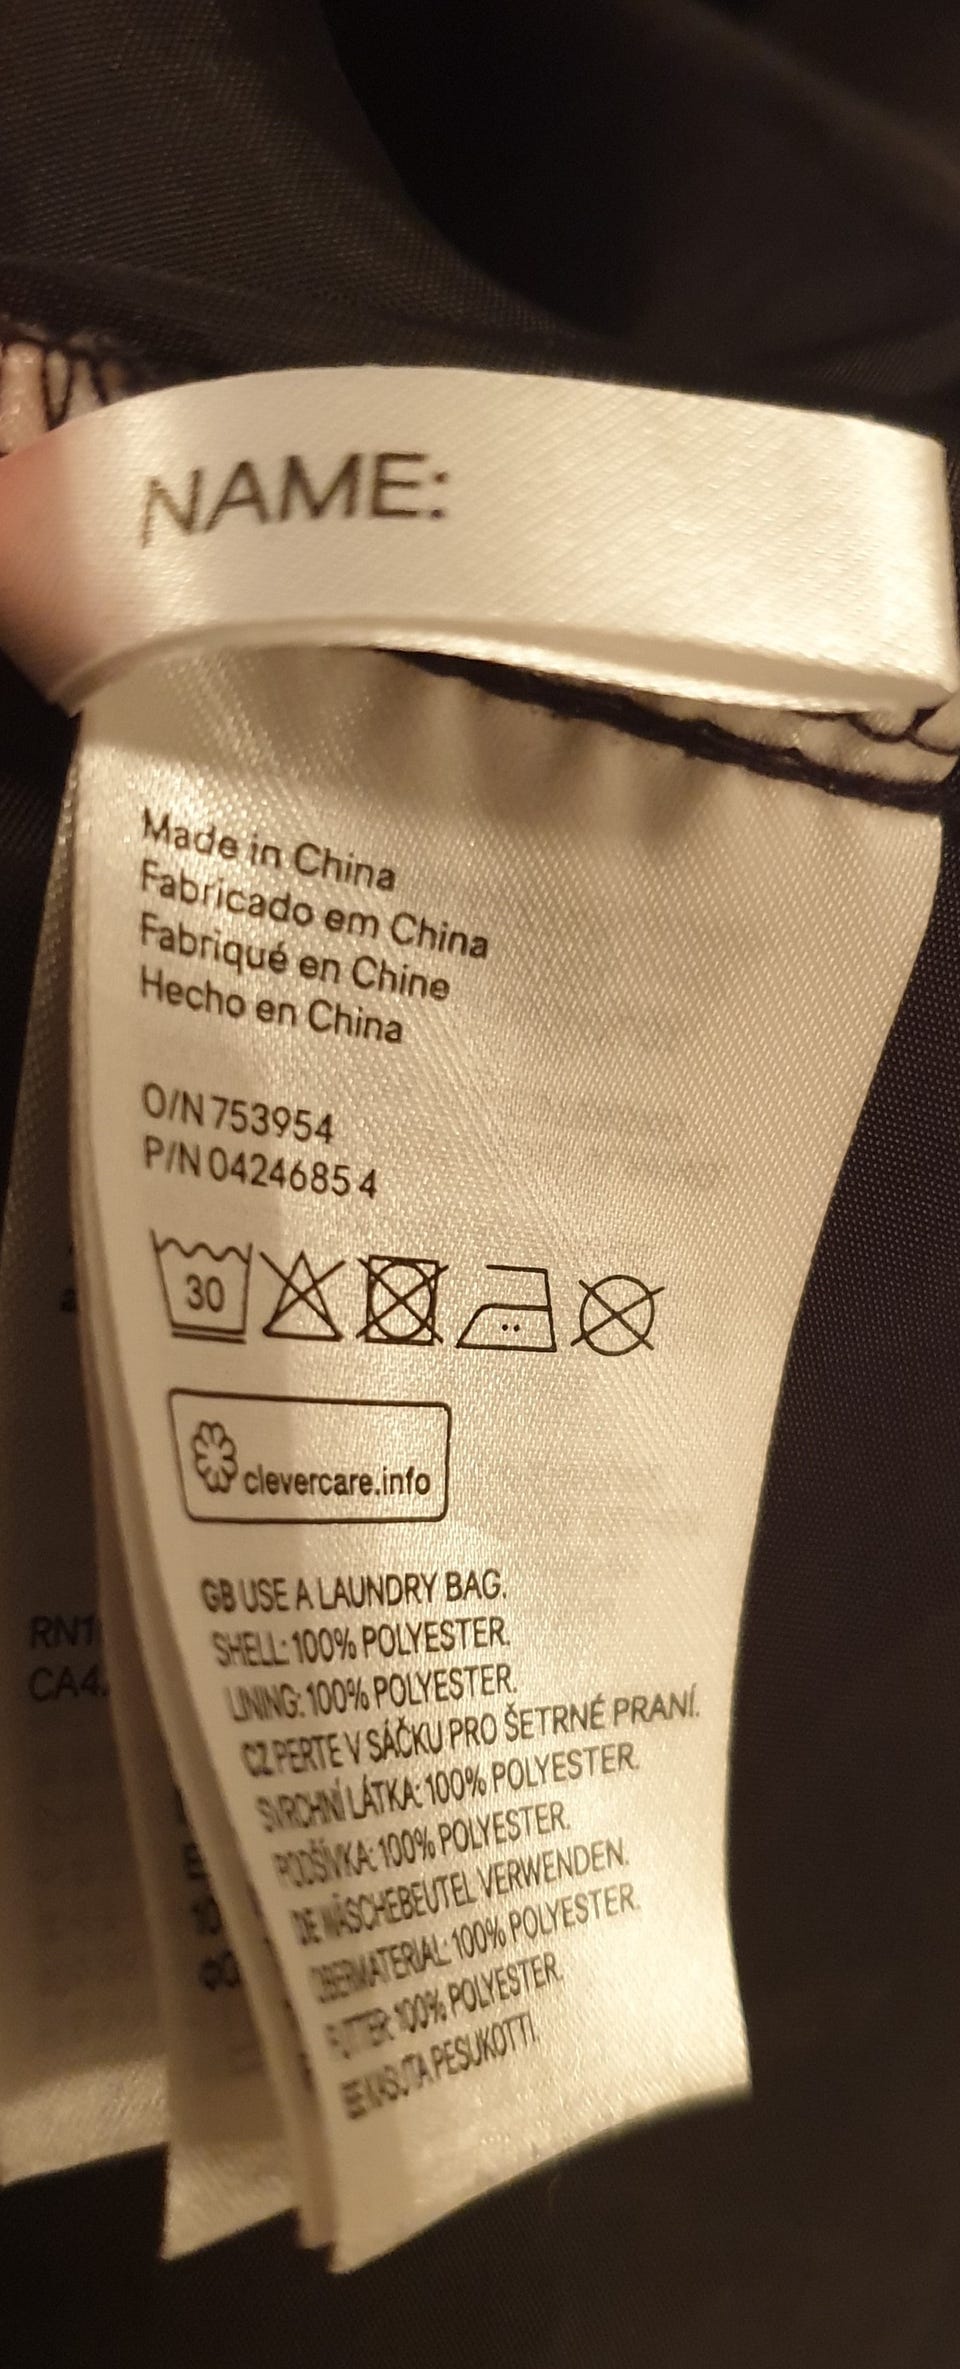 NAME:
Made in China
Fabricado em China
Fabriqué en Chine
Hecho en China
O/N 753954
P/N 0424685 4
30
clevercare.info
GB USE A LAUNDRY BAG.
SHELL: 100% POLYESTER.
LINING: 100% POLYESTER.
CZ PERTE V SÁČKU PRO ŠETRNÉ PRANÍ.
SVRCHNÍ LÁTKA: 100% POLYESTER.
PODŠÍVKA: 100% POLYESTER.
DE WÄSCHEBEUTEL VERWENDEN.
OBERMATERIAL: 100% POLYESTER.
FUTTER: 100% POLYESTER.
EE KASUTA PESUKOTTI.
RN1
CA4.